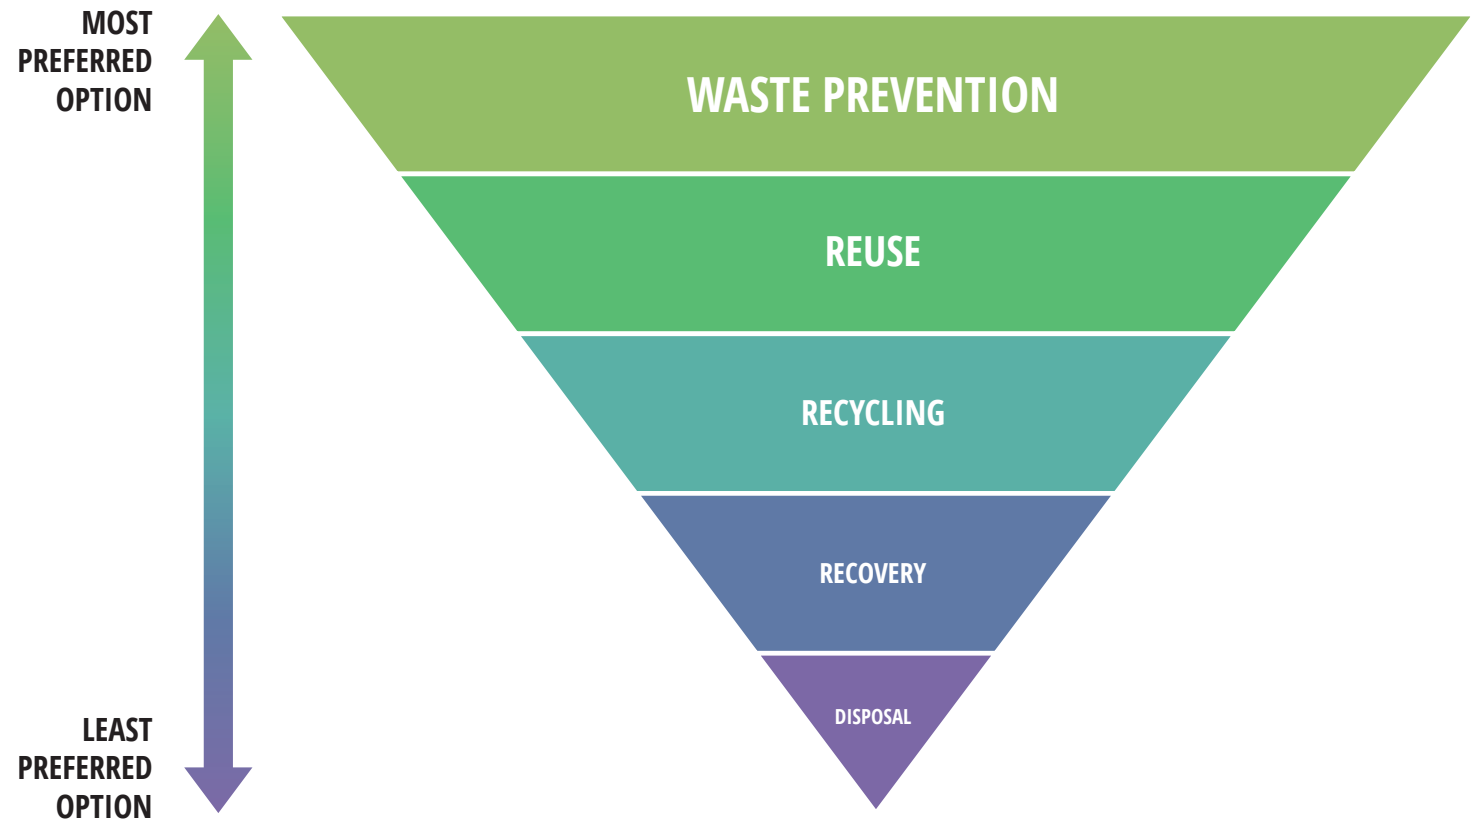 MOST
PREFERRED
OPTION
WASTE PREVENTION
REUSE
RECYCLING
RECOVERY
DISPOSAL
LEAST
PREFERRED
OPTION